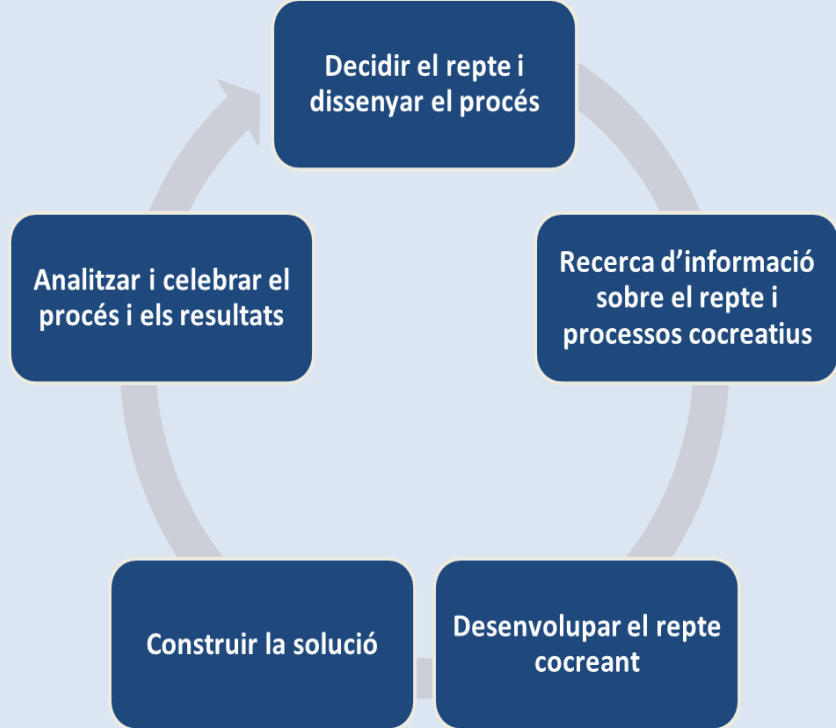 Decidir el repte i
dissenyar el procés
Recerca d’informació
sobre el repte i
processos cocreatius
Desenvolupar el repte
cocreant
Construir la solució
Analitzar i celebrar el
procés i els resultats